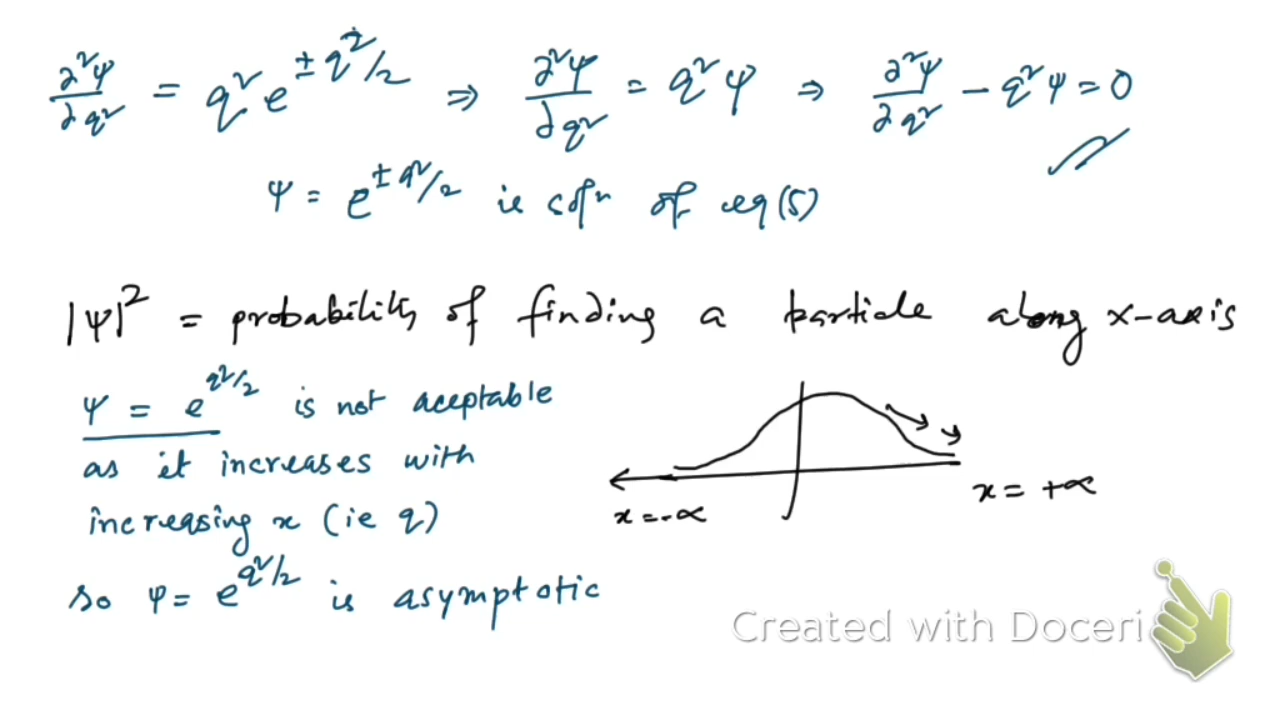 ∂²ψ/∂q² = q² e^{±q²/2} ⇒ ∂²ψ/∂q² = q²ψ ⇒ ∂²ψ/∂q² − q²ψ = 0
ψ = e^{±q²/2} is solⁿ of eq(5)
|ψ|² = probability of finding a particle along x-axis
ψ = e^{q²/2} is not aceptable
as it increases with
increasing x (ie q)
x = -∝
x = +∝
so ψ = e^{q²/2} is asymptotic
Created with Doceri